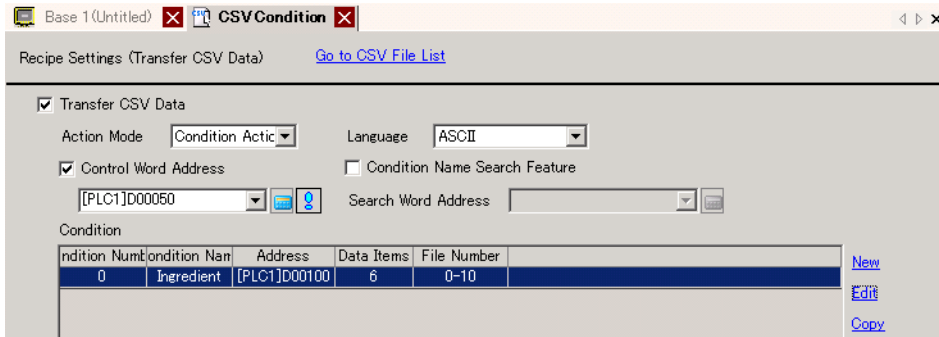 Base 1(Untitled) CSV Condition
Recipe Settings (Transfer CSV Data) Go to CSV File List
Transfer CSV Data
Action Mode Condition Actic Language ASCII
Control Word Address Condition Name Search Feature
[PLC1]D00050 Search Word Address
Condition
ndition Numb ondition Nam Address Data Items File Number
0 Ingredient [PLC1]D00100 6 0-10
New
Edit
Copy